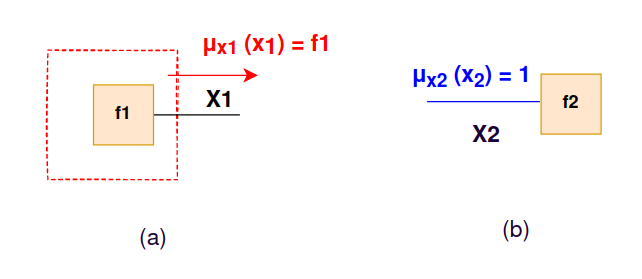 μx1 (x1) = f1
f1
X1
(a)
μx2 (x2) = 1
f2
X2
(b)